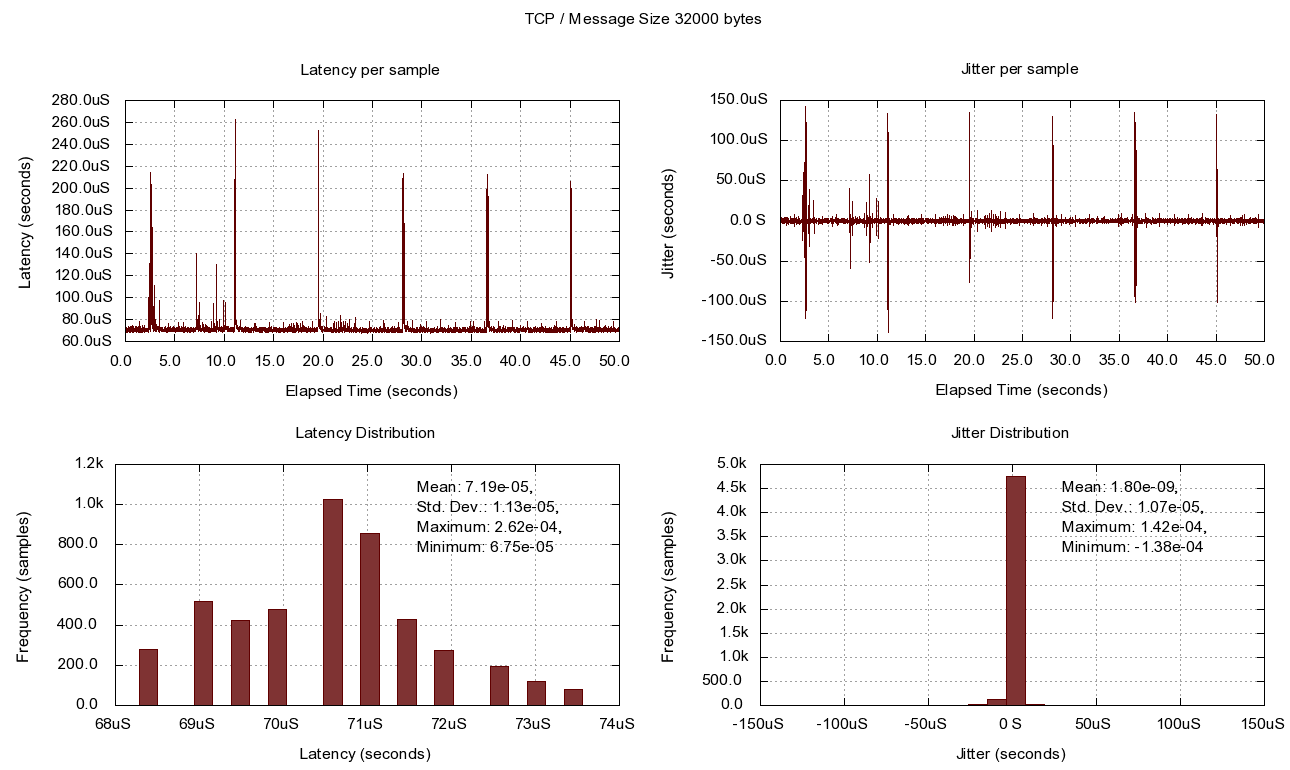 TCP / Message Size 32000 bytes
Latency per sample
280.0uS
260.0uS
240.0uS
220.0uS
200.0uS
180.0uS
160.0uS
140.0uS
120.0uS
100.0uS
80.0uS
60.0uS
Latency (seconds)
0.0 5.0 10.0 15.0 20.0 25.0 30.0 35.0 40.0 45.0 50.0
Elapsed Time (seconds)
Jitter per sample
150.0uS
100.0uS
50.0uS
0.0 S
-50.0uS
-100.0uS
-150.0uS
Jitter (seconds)
0.0 5.0 10.0 15.0 20.0 25.0 30.0 35.0 40.0 45.0 50.0
Elapsed Time (seconds)
Latency Distribution
1.2k
1.0k
800.0
600.0
400.0
200.0
0.0
Frequency (samples)
Mean: 7.19e-05,
Std. Dev.: 1.13e-05,
Maximum: 2.62e-04,
Minimum: 6.75e-05
68uS 69uS 70uS 71uS 72uS 73uS 74uS
Latency (seconds)
Jitter Distribution
5.0k
4.5k
4.0k
3.5k
3.0k
2.5k
2.0k
1.5k
1.0k
500.0
0.0
Frequency (samples)
Mean: 1.80e-09,
Std. Dev.: 1.07e-05,
Maximum: 1.42e-04,
Minimum: -1.38e-04
-150uS -100uS -50uS 0 S 50uS 100uS 150uS
Jitter (seconds)